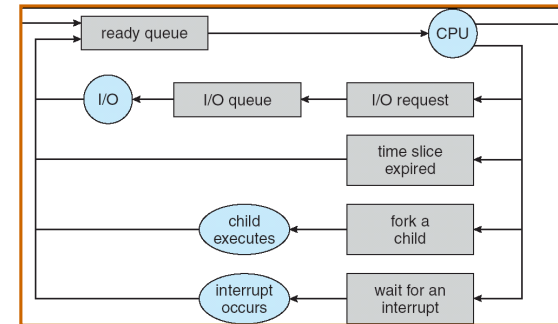 ready queue
CPU
I/O
I/O queue
I/O request
time slice
expired
child
executes
fork a
child
interrupt
occurs
wait for an
interrupt